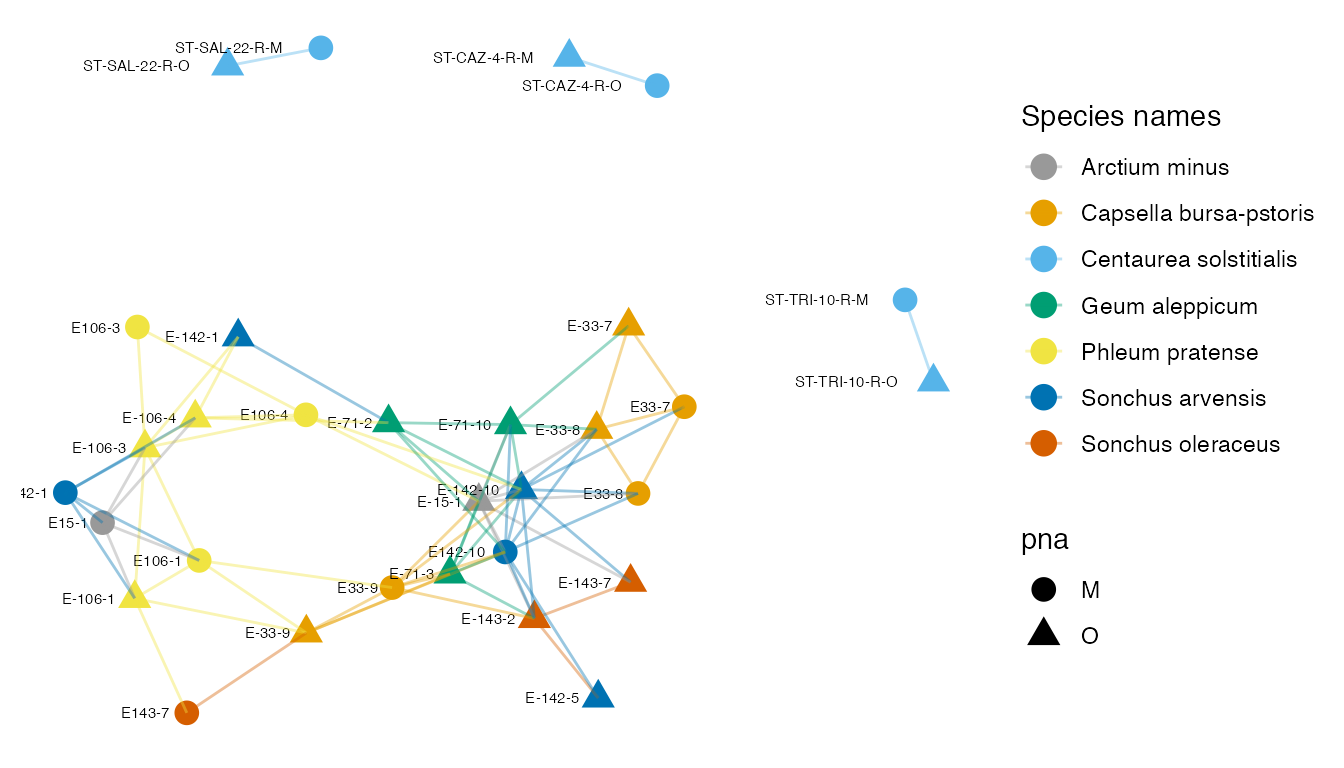 ST-SAL-22-R-M
ST-SAL-22-R-O
ST-CAZ-4-R-M
ST-CAZ-4-R-O
Species names
Arctium minus
Capsella bursa-pstoris
Centaurea solstitialis
Geum aleppicum
Phleum pratense
Sonchus arvensis
Sonchus oleraceus
ST-TRI-10-R-M
ST-TRI-10-R-O
E106-3
E-142-1
E-33-7
E33-7
E-106-4
E106-4
E-71-2
E-71-10
E-33-8
E-106-3
42-1
E-142-10
E-15-1
E33-8
E15-1
E106-1
E142-10
E-71-3
E33-9
E-143-7
E-106-1
E-33-9
E-143-2
E-142-5
E143-7
pna
M
O